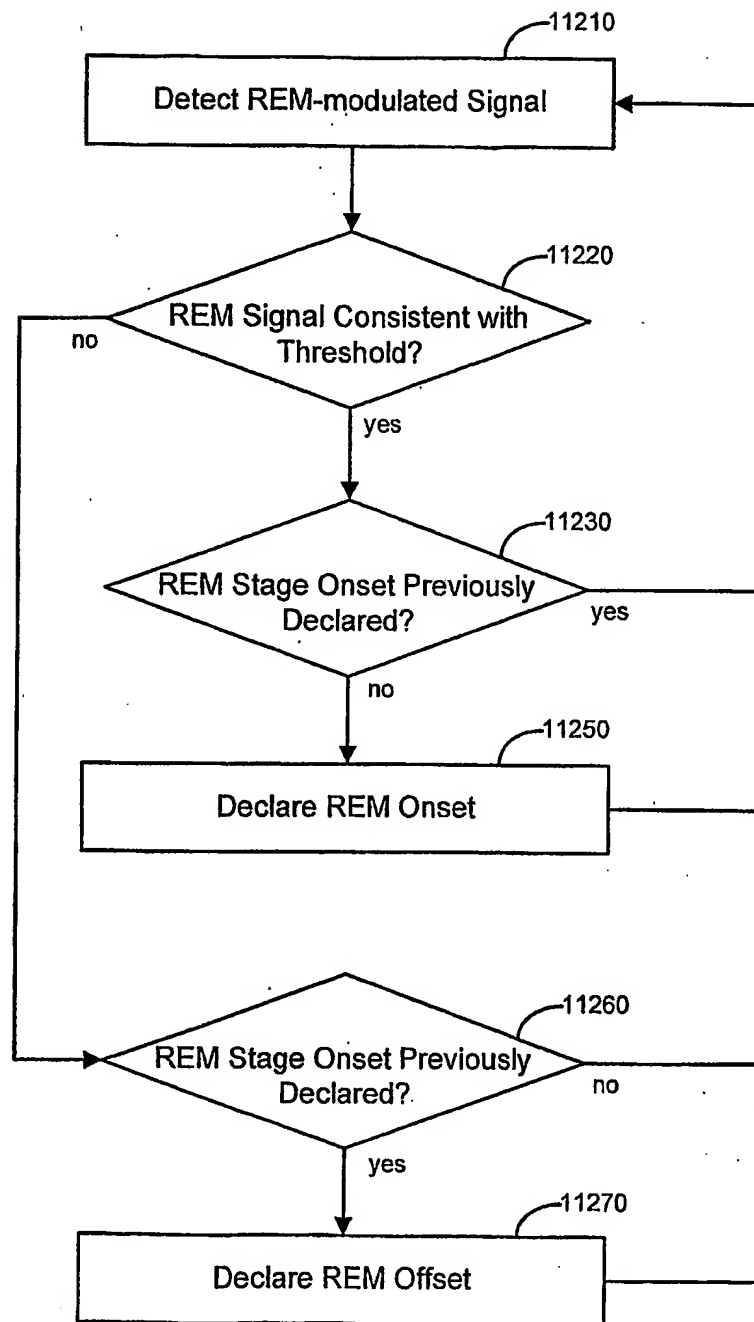 11210
Detect REM-modulated Signal
11220
REM Signal Consistent with
Threshold?
no
yes
11230
REM Stage Onset Previously
Declared?
yes
no
11250
Declare REM Onset
11260
REM Stage Onset Previously
Declared?
no
yes
11270
Declare REM Offset